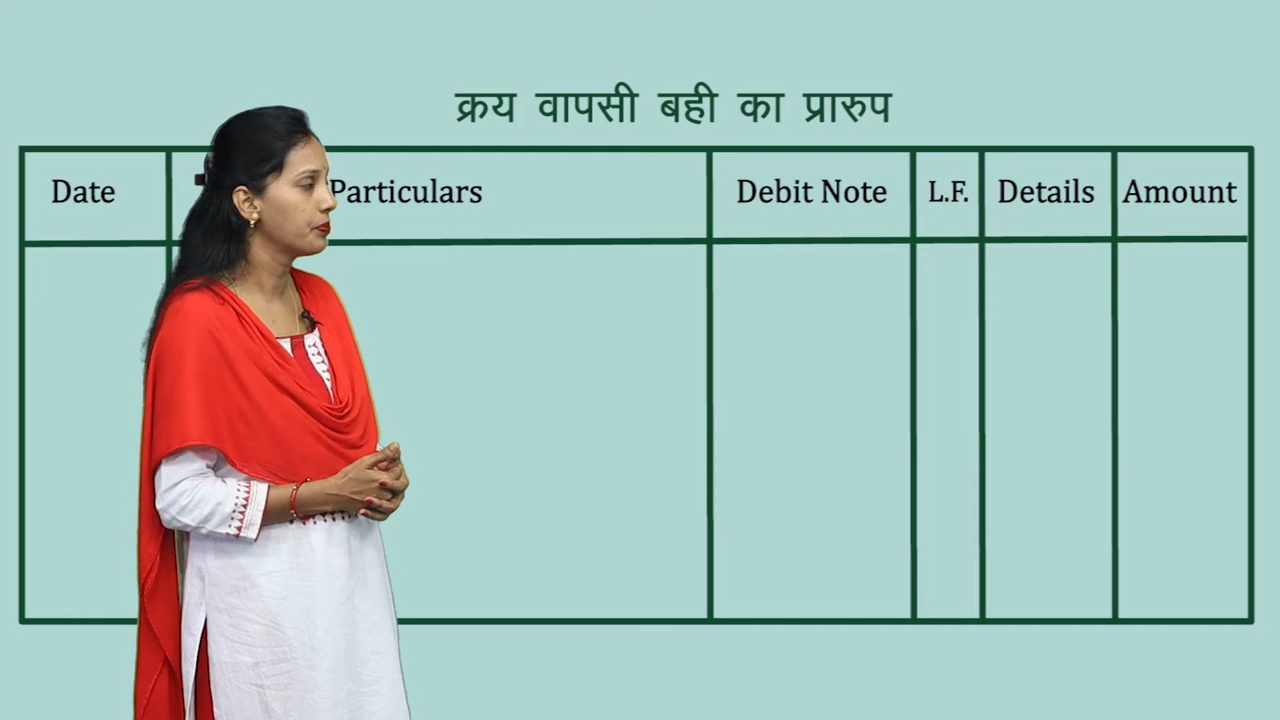 क्रय वापसी बही का प्रारुप
Date Particulars Debit Note L.F. Details Amount